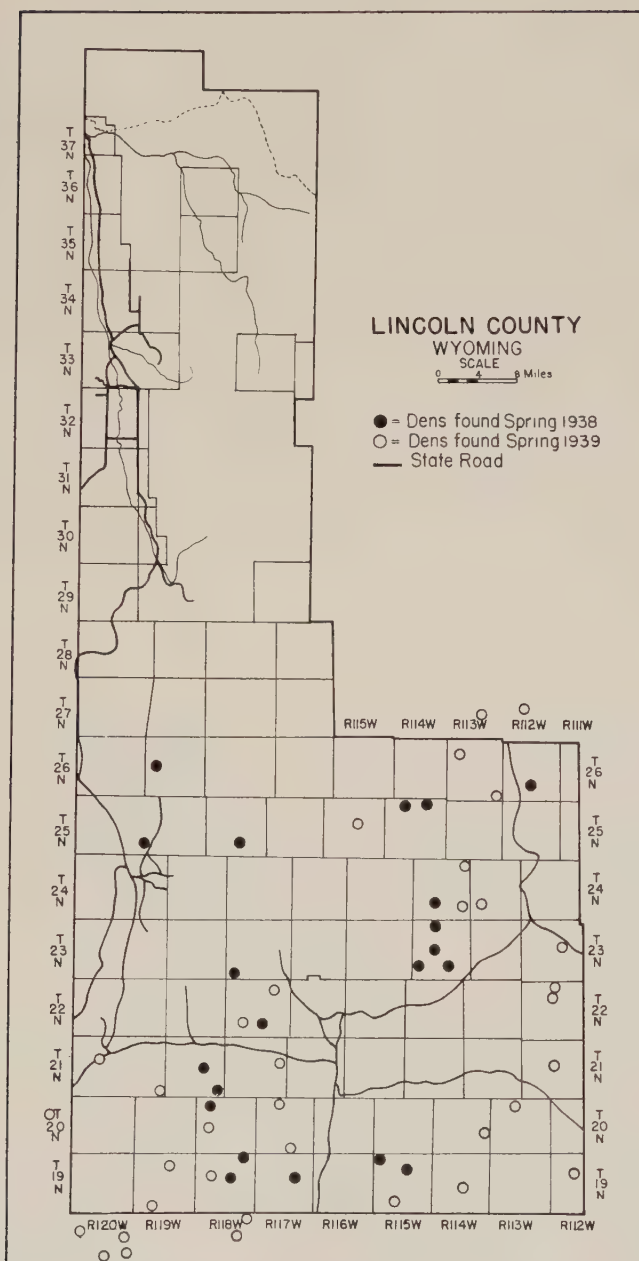 T
37
N
T
36
N
T
35
N
T
34
N
T
33
N
T
32
N
T
31
N
T
30
N
T
29
N
T
28
N
T
27
N
T
26
N
T
25
N
T
24
N
T
23
N
T
22
N
T
21
N
T
20
N
T
19
N
LINCOLN COUNTY
WYOMING
SCALE
0 4 8 Miles
= Dens found Spring 1938
= Dens found Spring 1939
State Road
R115W R114W R113W R112W R111W
T
26
N
T
25
N
T
24
N
T
23
N
T
22
N
T
21
N
T
20
N
T
19
N
R120W R119W R118W R117W R116W R115W R114W R113W R112W